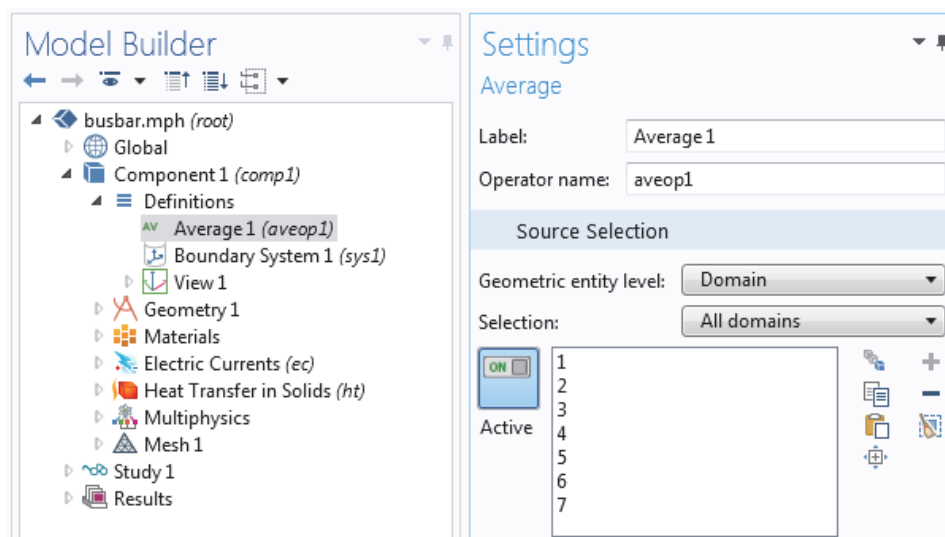 Model Builder
busbar.mph (root)
Global
Component 1 (comp1)
Definitions
AV Average 1 (aveop1)
Boundary System 1 (sys1)
View 1
Geometry 1
Materials
Electric Currents (ec)
Heat Transfer in Solids (ht)
Multiphysics
Mesh 1
Study 1
Results
Settings
Average
Label: Average 1
Operator name: aveop1
Source Selection
Geometric entity level: Domain
Selection: All domains
ON
Active
1
2
3
4
5
6
7